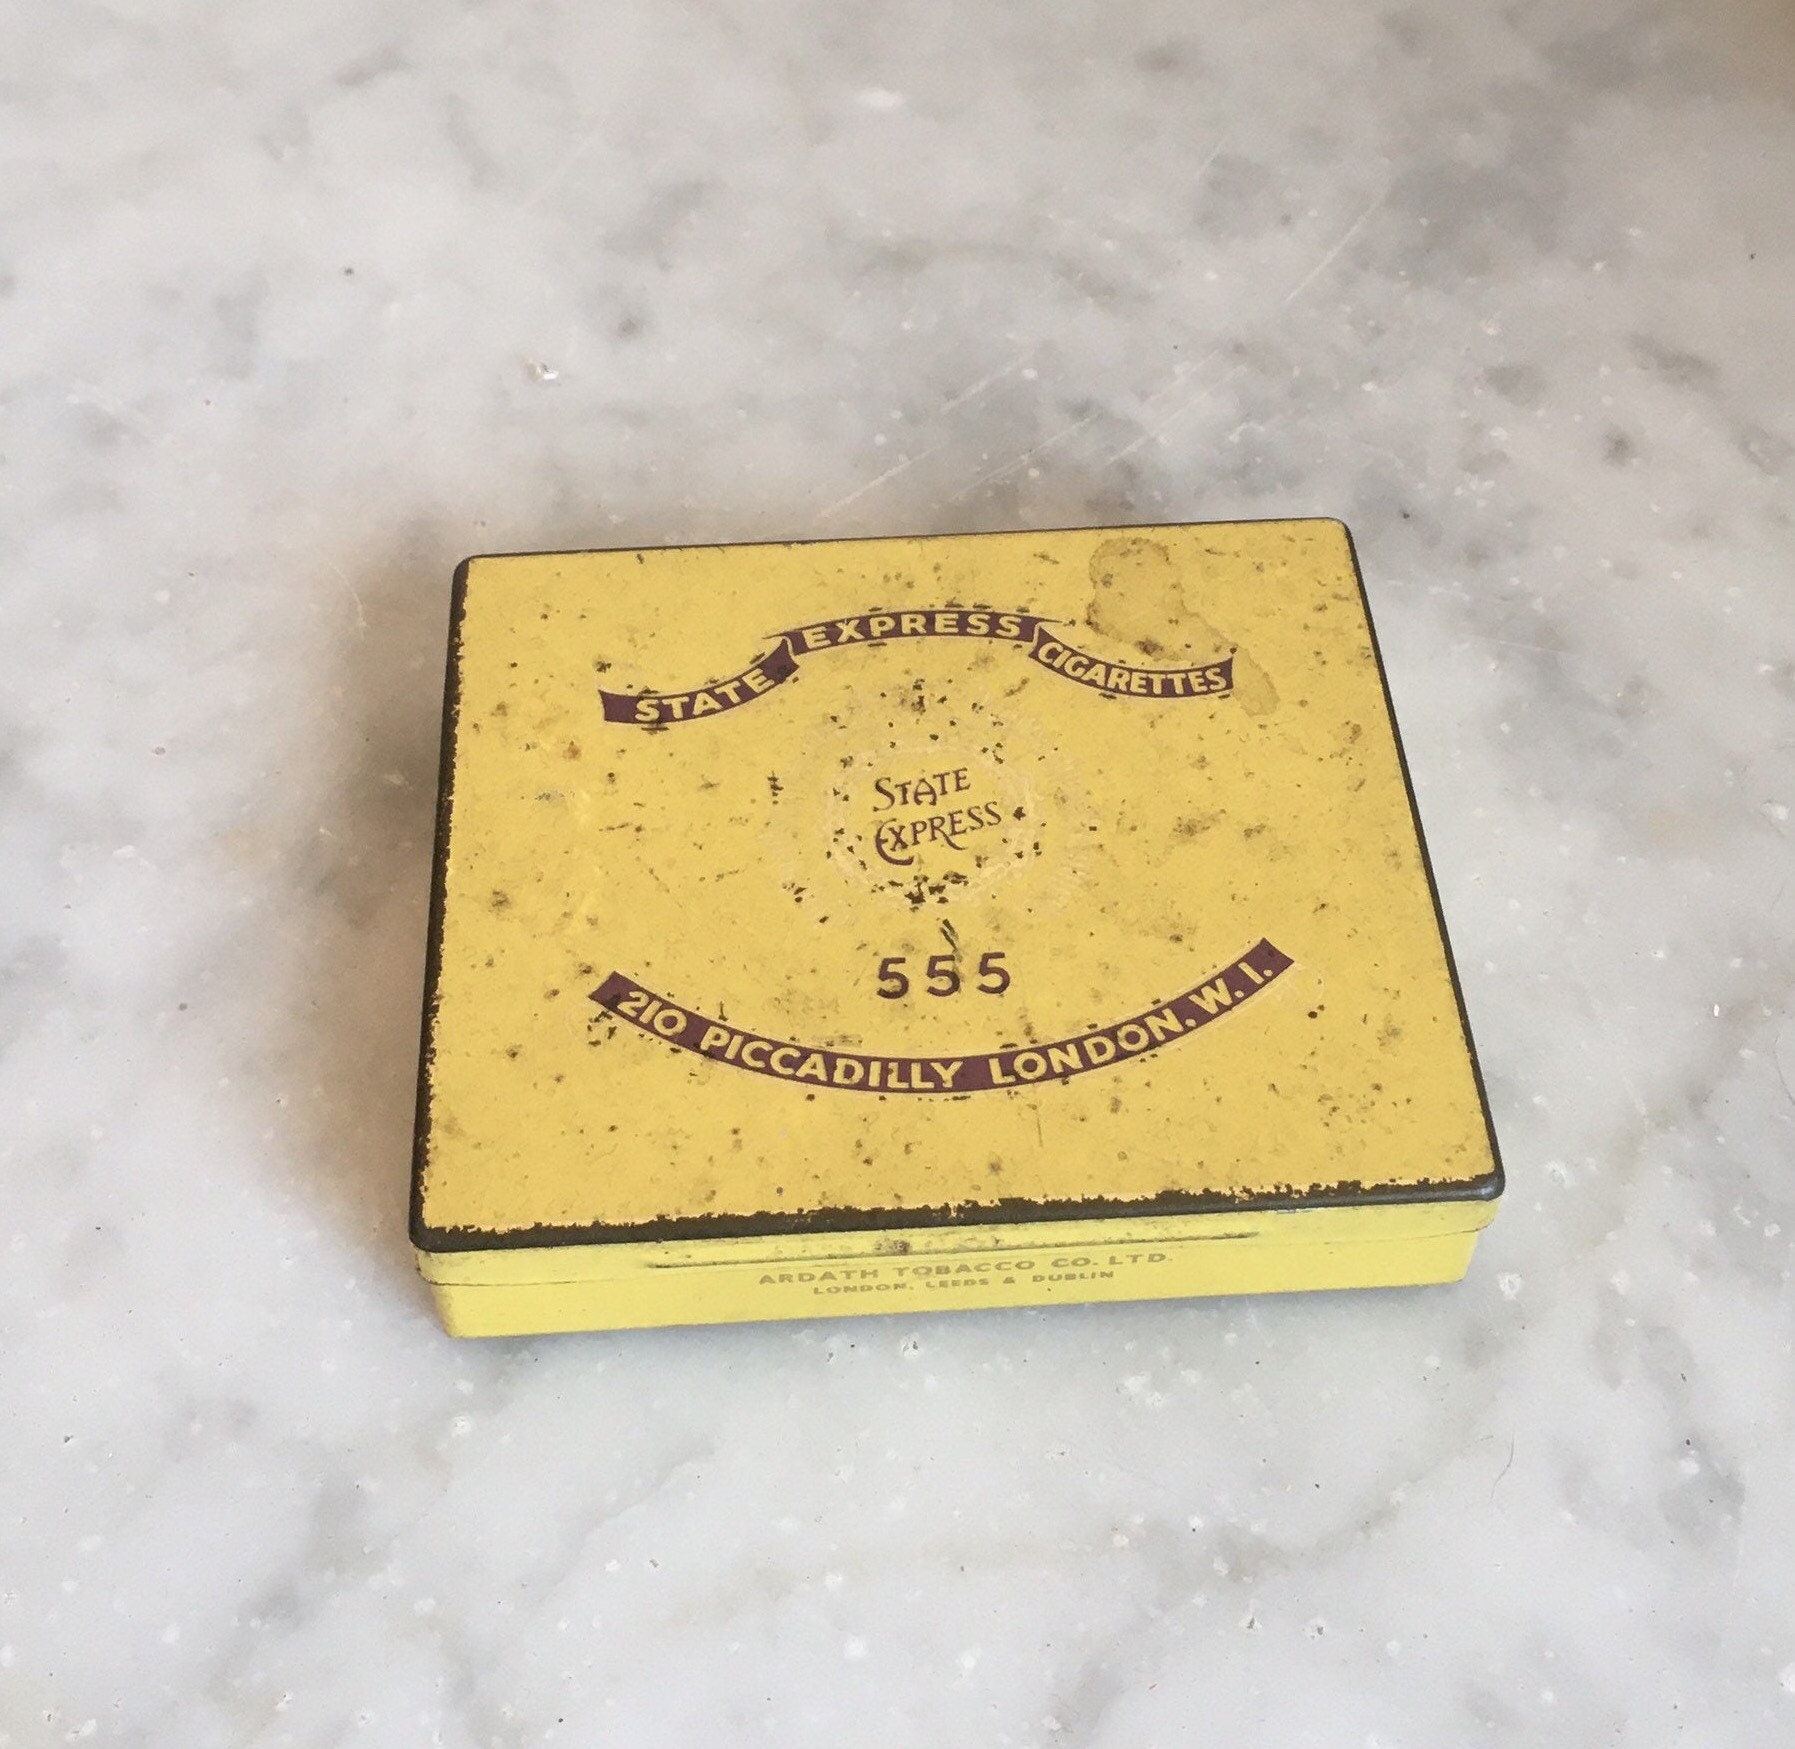 STATE EXPRESS CIGARETTES
STATE
EXPRESS
555
210 PICCADILLY LONDON. W. I.
ARDATH TOBACCO CO. LTD.
LONDON, LEEDS & DUBLIN